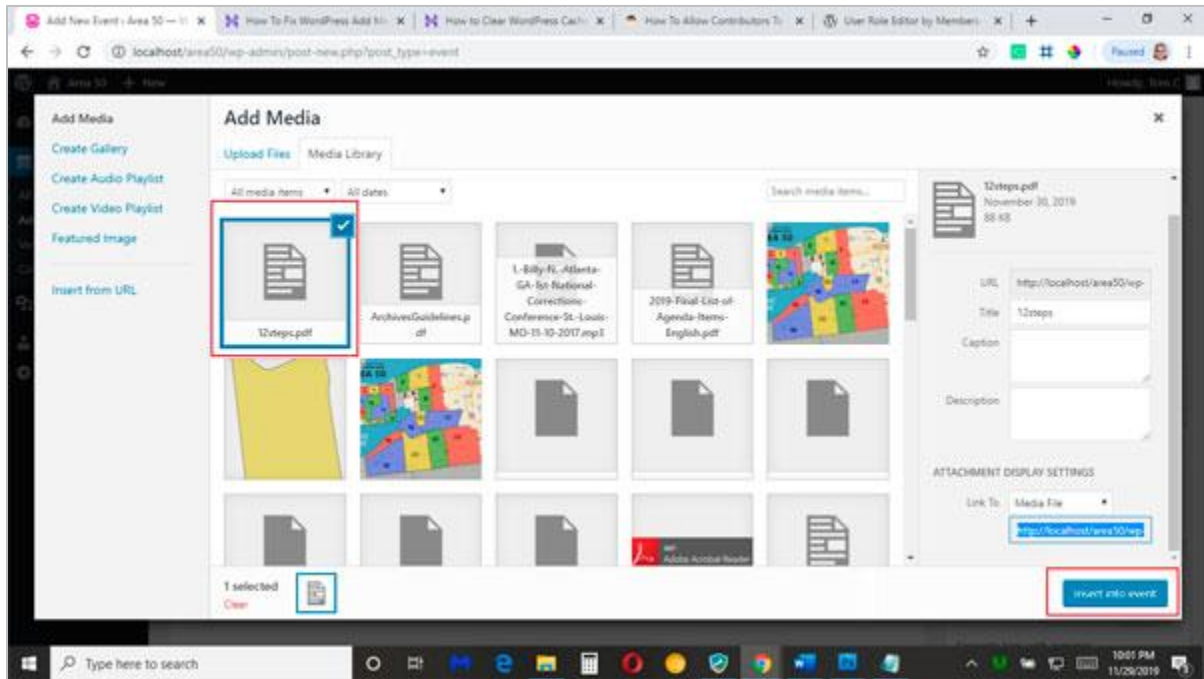 Add New Event ‹ Area 50 — W
How To Fix WordPress Add M
How to Clear WordPress Cach
How To Allow Contributors T
User Role Editor by Members
localhost/area50/wp-admin/post-new.php?post_type=event
Paused
Area 50
New
Howdy, Tom C
Add Media
Create Gallery
Create Audio Playlist
Create Video Playlist
Featured Image
Insert from URL
Add Media
Upload Files
Media Library
All media items
All dates
Search media items...
12steps.pdf
ArchivesGuidelines.p
df
1.-Billy-N.-Atlanta-
GA-1st-National-
Corrections-
Conference-St.-Louis-
MO-11-10-2017.mp3
2019-Final-List-of-
Agenda-Items-
English.pdf
Adobe Acrobat Reader
12steps.pdf
November 30, 2019
88 KB
URL
http://localhost/area50/wp-
Title
12steps
Caption
Description
ATTACHMENT DISPLAY SETTINGS
Link To
Media File
http://localhost/area50/wp-
1 selected
Clear
Insert into event
Type here to search
10:01 PM
11/29/2019